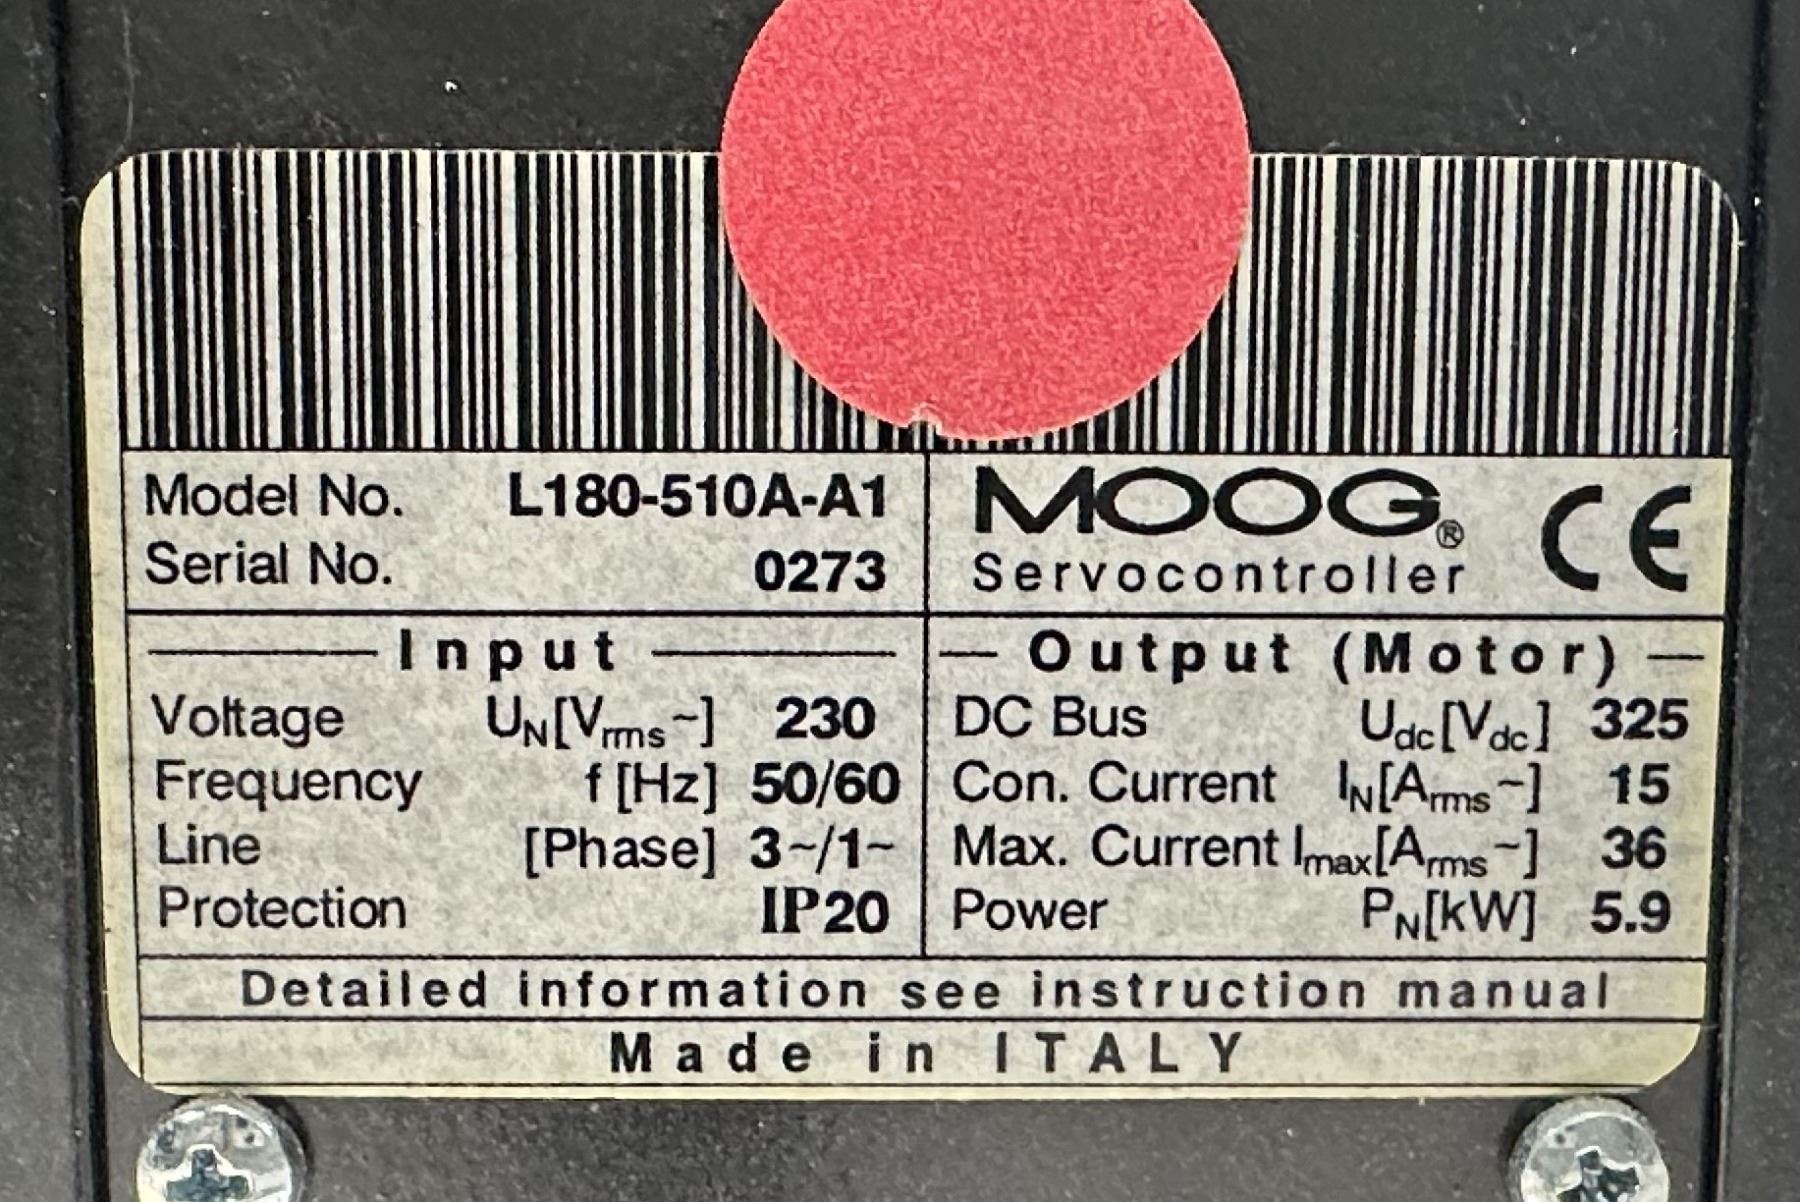 Model No. L180-510A-A1
Serial No. 0273
MOOG®
Servocontroller
CE
Input
Voltage UN[Vrms~] 230
Frequency f [Hz] 50/60
Line [Phase] 3~/1~
Protection IP20
Output (Motor)
DC Bus Udc[Vdc] 325
Con. Current IN[Arms~] 15
Max. Current Imax[Arms~] 36
Power PN[kW] 5.9
Detailed information see instruction manual
Made in ITALY